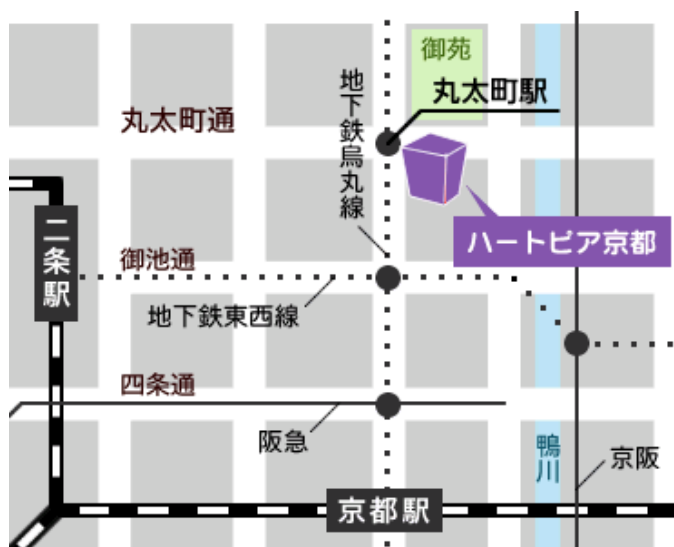 御苑
丸太町駅
丸太町通
地下鉄烏丸線
ハートピア京都
二条駅
御池通
地下鉄東西線
四条通
阪急
鴨川
京阪
京都駅